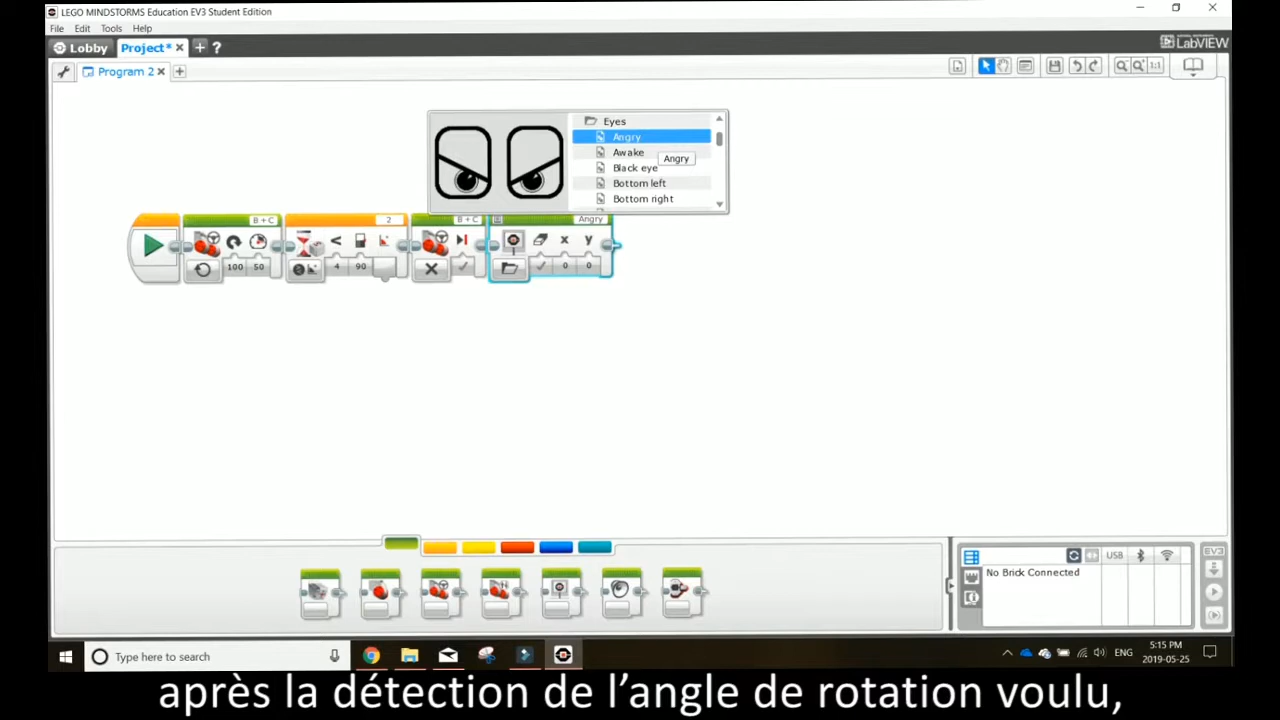 LEGO MINDSTORMS Education EV3 Student Edition
File Edit Tools Help
Lobby Project* × + ?
LabVIEW
Program 2 × +
1:1
Eyes
Angry
Awake
Angry
Black eye
Bottom left
Bottom right
B + C 2 B + C Angry
< x y
100 50 4 90 0 0
USB EV3
No Brick Connected
Type here to search
ENG 5:15 PM
2019-05-25
après la détection de l’angle de rotation voulu,